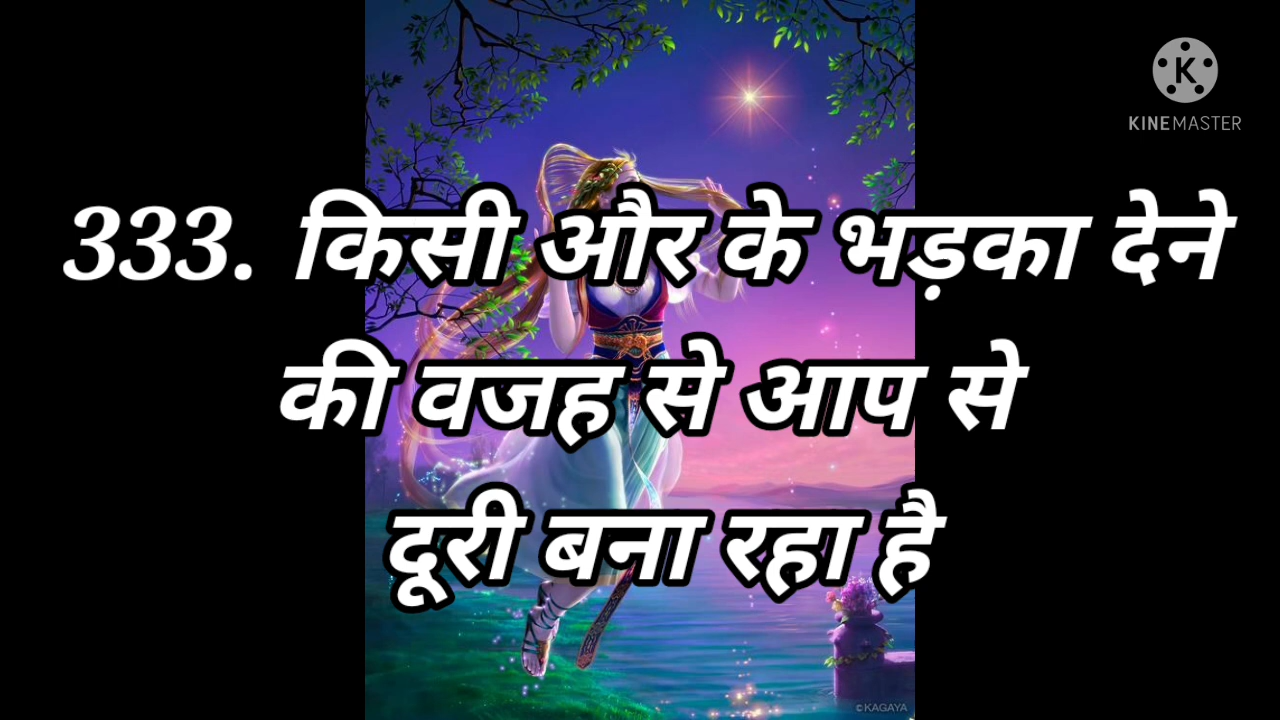 KINEMASTER
333. किसी और के भड़का देने
की वजह से आप से
दूरी बना रहा है
©KAGAYA